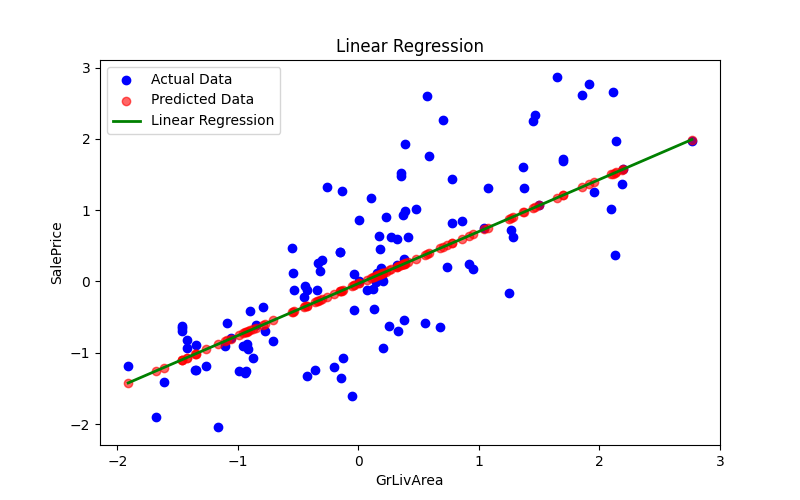 Linear Regression
Actual Data
Predicted Data
Linear Regression
3
2
1
0
−1
−2
SalePrice
−2 −1 0 1 2 3
GrLivArea